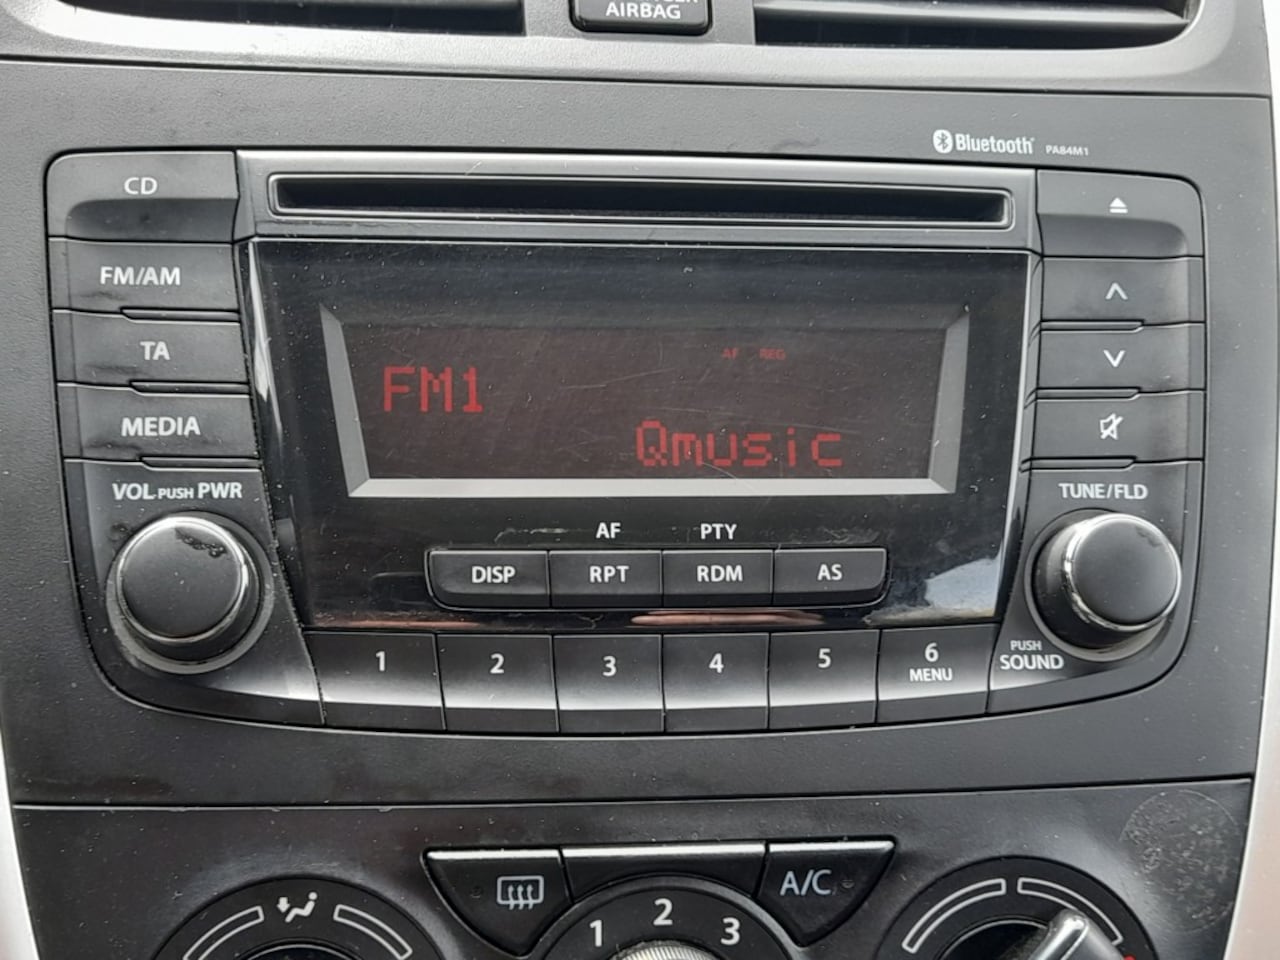 AIRBAG
Bluetooth PA84M1
CD
FM/AM
TA
MEDIA
VOL PUSH PWR
AF REG
FM1
Qmusic
TUNE/FLD
AF PTY
DISP RPT RDM AS
PUSH
SOUND
1 2 3 4 5 6
MENU
A/C
1 2 3